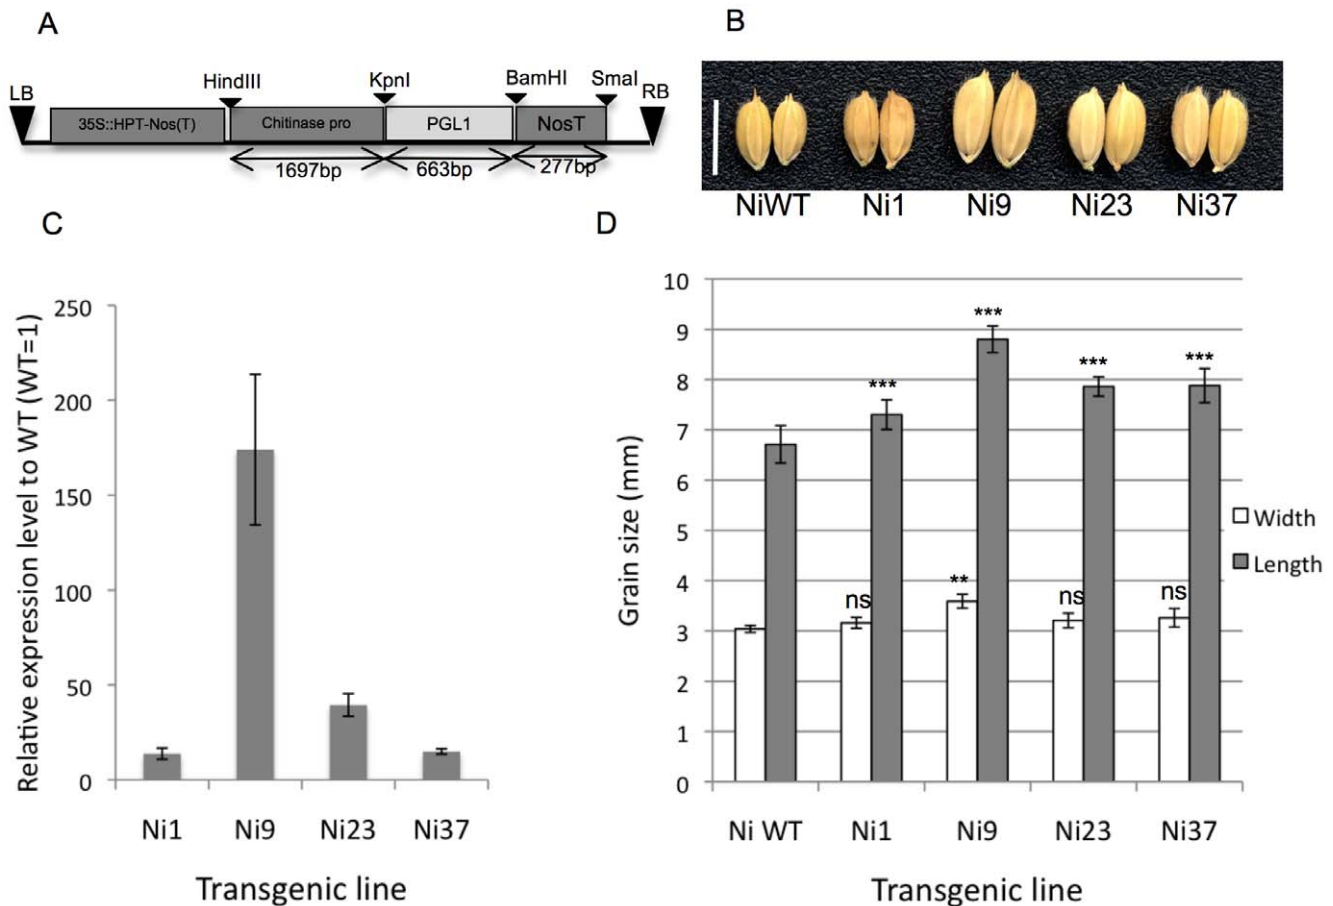 A
LB
HindIII
KpnI
BamHI
SmaI
RB
35S::HPT-Nos(T)
Chitinase pro
PGL1
NosT
1697bp
663bp
277bp
B
NiWT
Ni1
Ni9
Ni23
Ni37
C
Relative expression level to WT (WT=1)
250
200
150
100
50
0
Ni1
Ni9
Ni23
Ni37
Transgenic line
D
Grain size (mm)
10
9
8
7
6
5
4
3
2
1
0
***
***
***
***
ns
**
ns
ns
Width
Length
Ni WT
Ni1
Ni9
Ni23
Ni37
Transgenic line